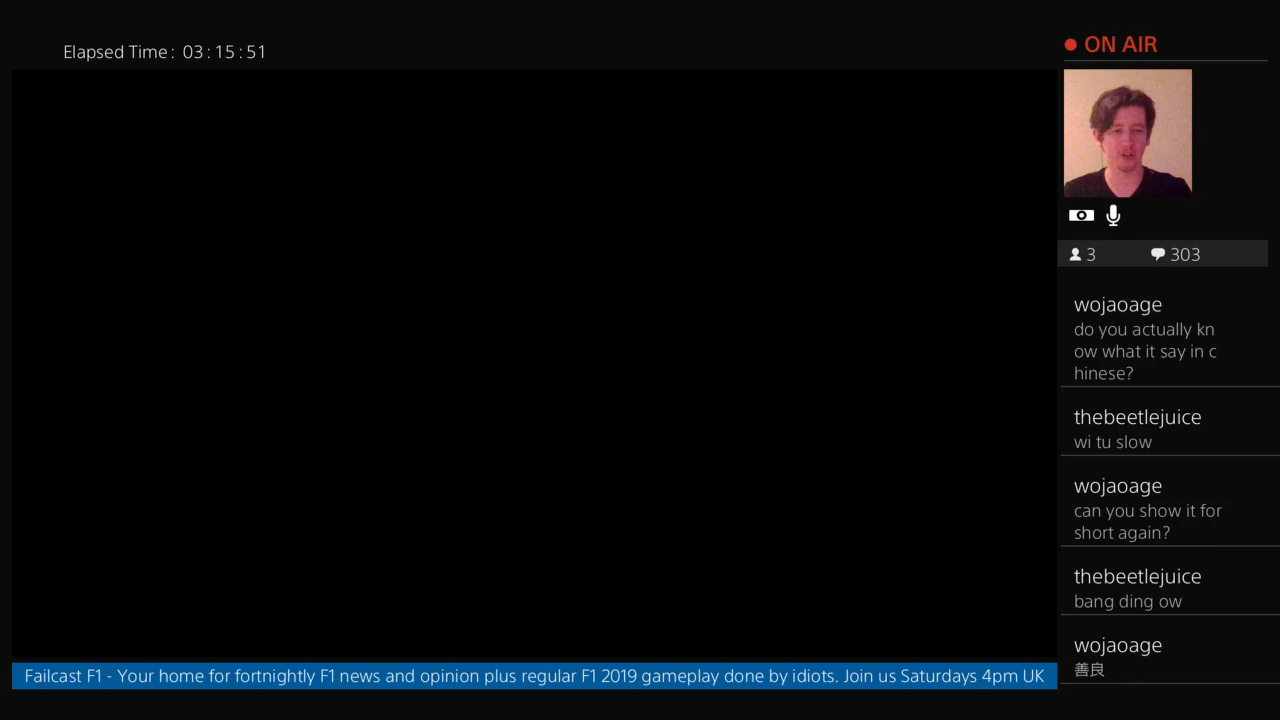 Elapsed Time: 03:15:51
ON AIR
3
303
wojaoage
do you actually kn
ow what it say in c
hinese?
thebeetlejuice
wi tu slow
wojaoage
can you show it for
short again?
thebeetlejuice
bang ding ow
wojaoage
善良
Failcast F1 - Your home for fortnightly F1 news and opinion plus regular F1 2019 gameplay done by idiots. Join us Saturdays 4pm UK